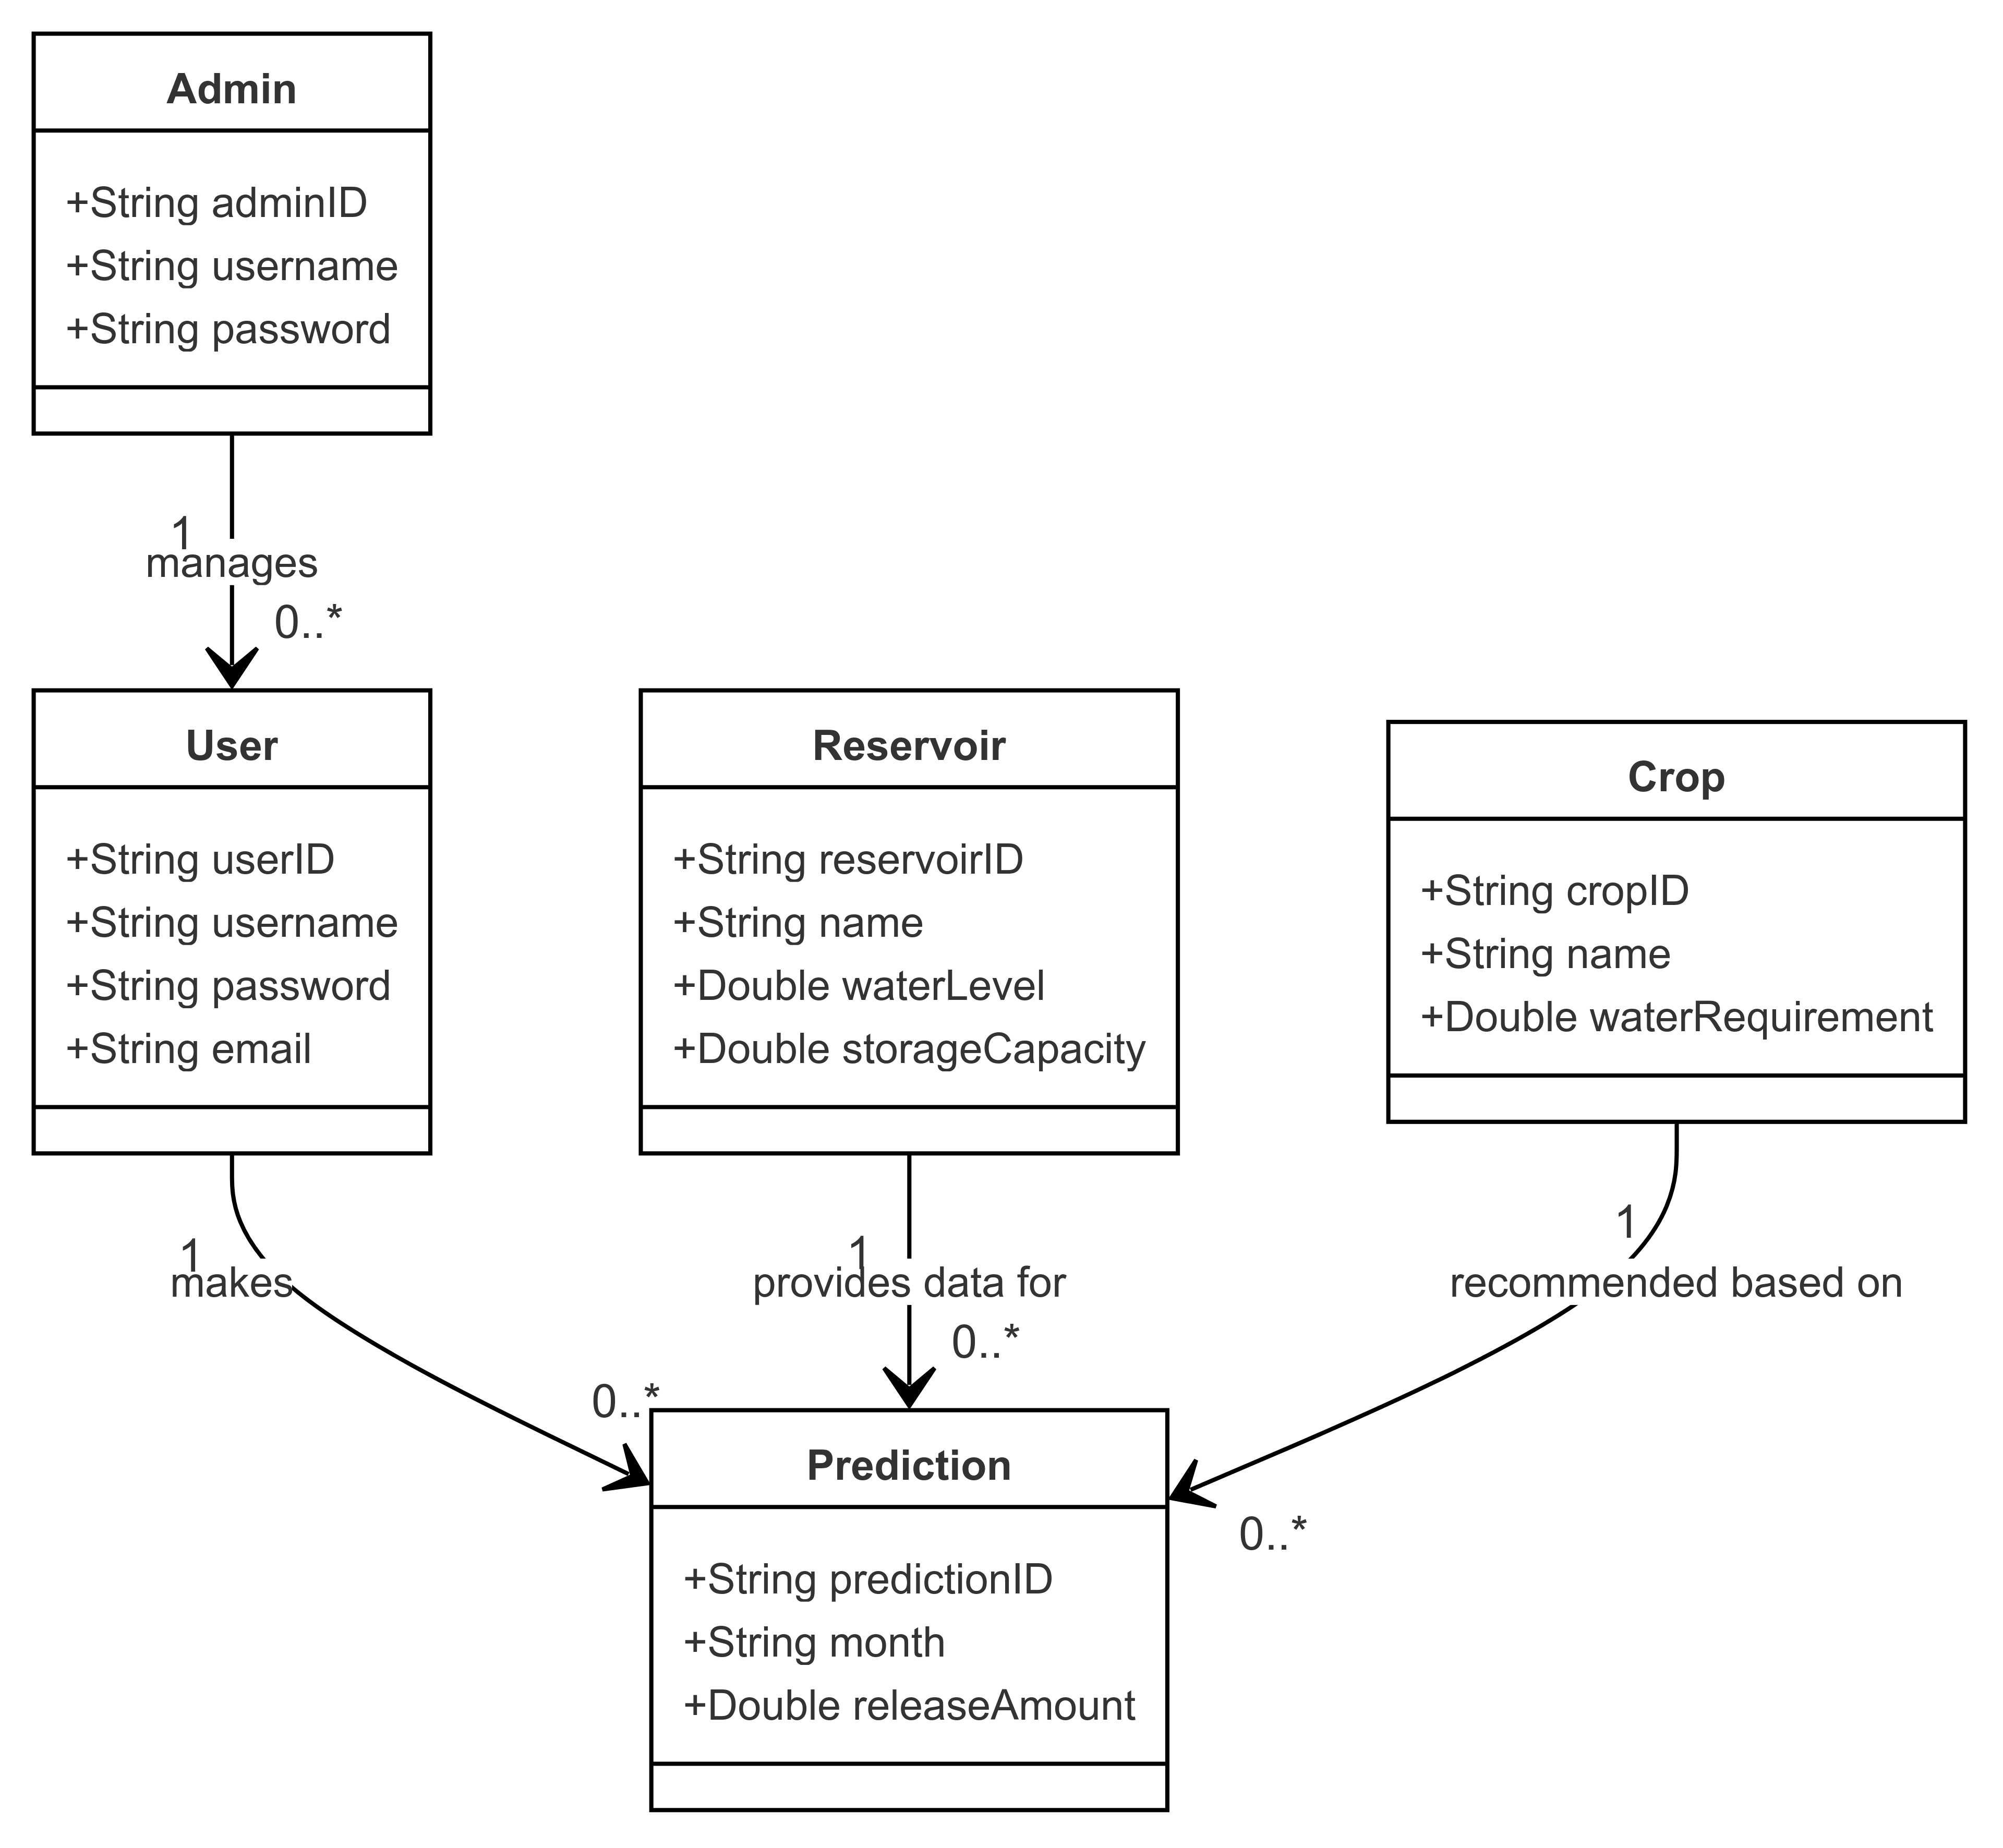 Admin
+String adminID
+String username
+String password
1
manages
0..*
User
+String userID
+String username
+String password
+String email
Reservoir
+String reservoirID
+String name
+Double waterLevel
+Double storageCapacity
Crop
+String cropID
+String name
+Double waterRequirement
1
makes
0..*
1
provides data for
0..*
1
recommended based on
0..*
Prediction
+String predictionID
+String month
+Double releaseAmount